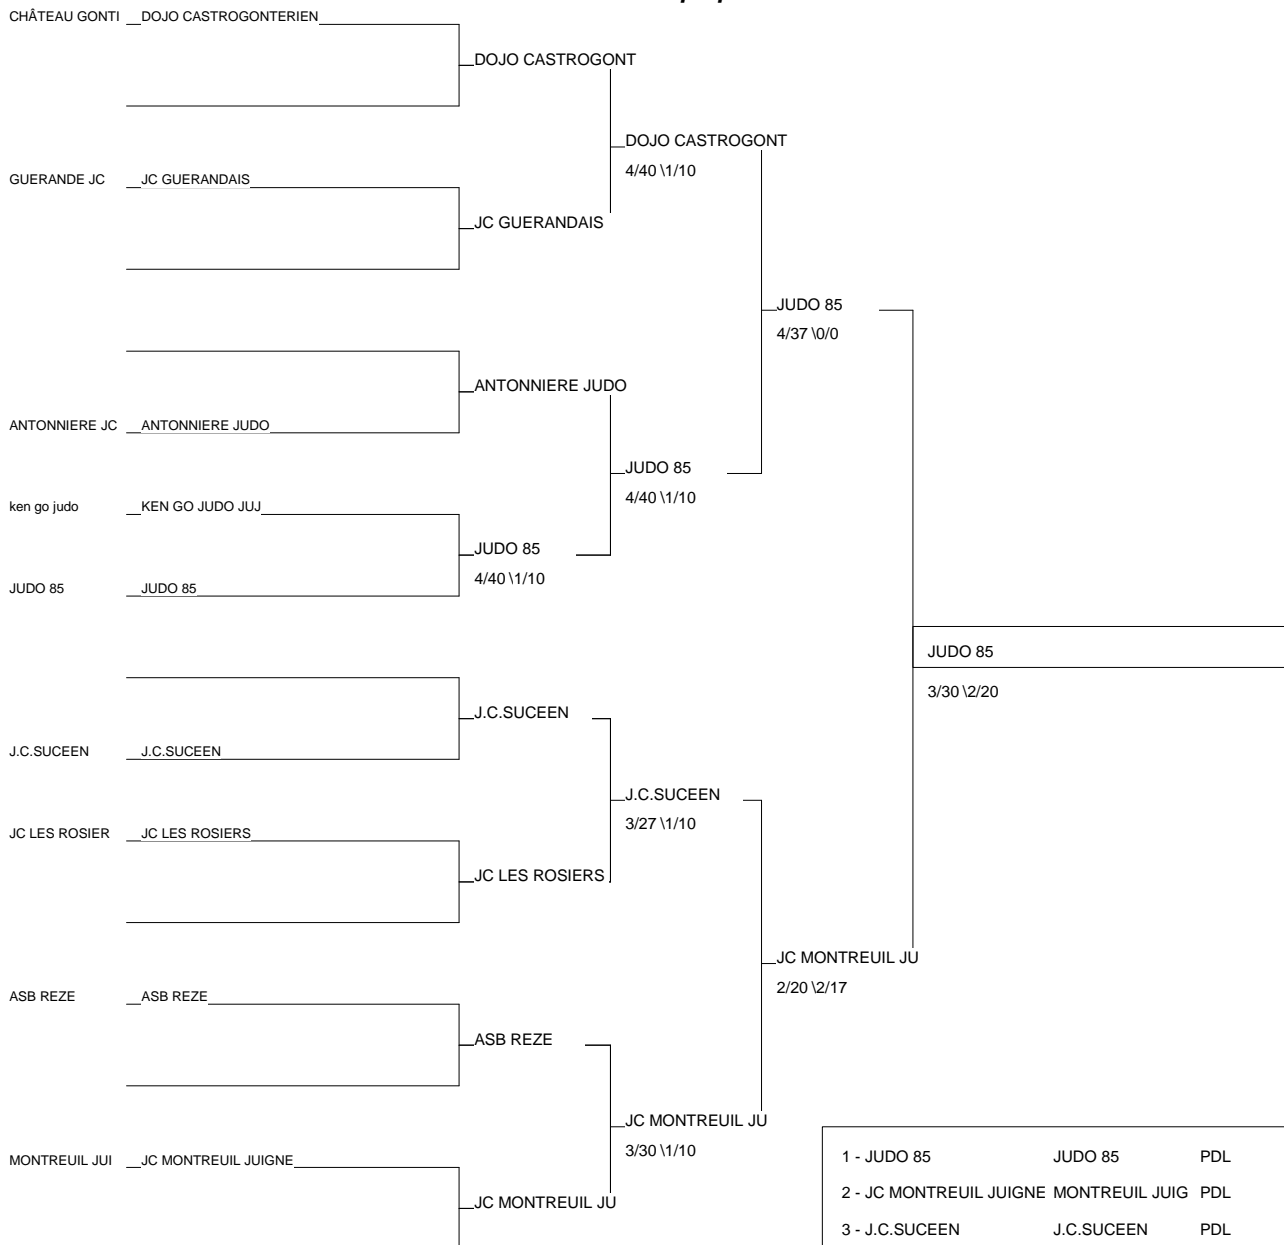 CHÂTEAU GONTI DOJO CASTROGONTERIEN
DOJO CASTROGONT
DOJO CASTROGONT
4/40 \1/10
GUERANDE JC JC GUERANDAIS
JC GUERANDAIS
JUDO 85
4/37 \0/0
ANTONNIERE JUDO
ANTONNIERE JC ANTONNIERE JUDO
JUDO 85
4/40 \1/10
ken go judo KEN GO JUDO JUJ
JUDO 85
4/40 \1/10
JUDO 85 JUDO 85
JUDO 85
3/30 \2/20
J.C.SUCEEN
J.C.SUCEEN J.C.SUCEEN
J.C.SUCEEN
3/27 \1/10
JC LES ROSIER JC LES ROSIERS
JC LES ROSIERS
JC MONTREUIL JU
2/20 \2/17
ASB REZE ASB REZE
ASB REZE
JC MONTREUIL JU
3/30 \1/10
MONTREUIL JUI JC MONTREUIL JUIGNE
JC MONTREUIL JU
1 - JUDO 85 JUDO 85 PDL
2 - JC MONTREUIL JUIGNE MONTREUIL JUIG PDL
3 - J.C.SUCEEN J.C.SUCEEN PDL